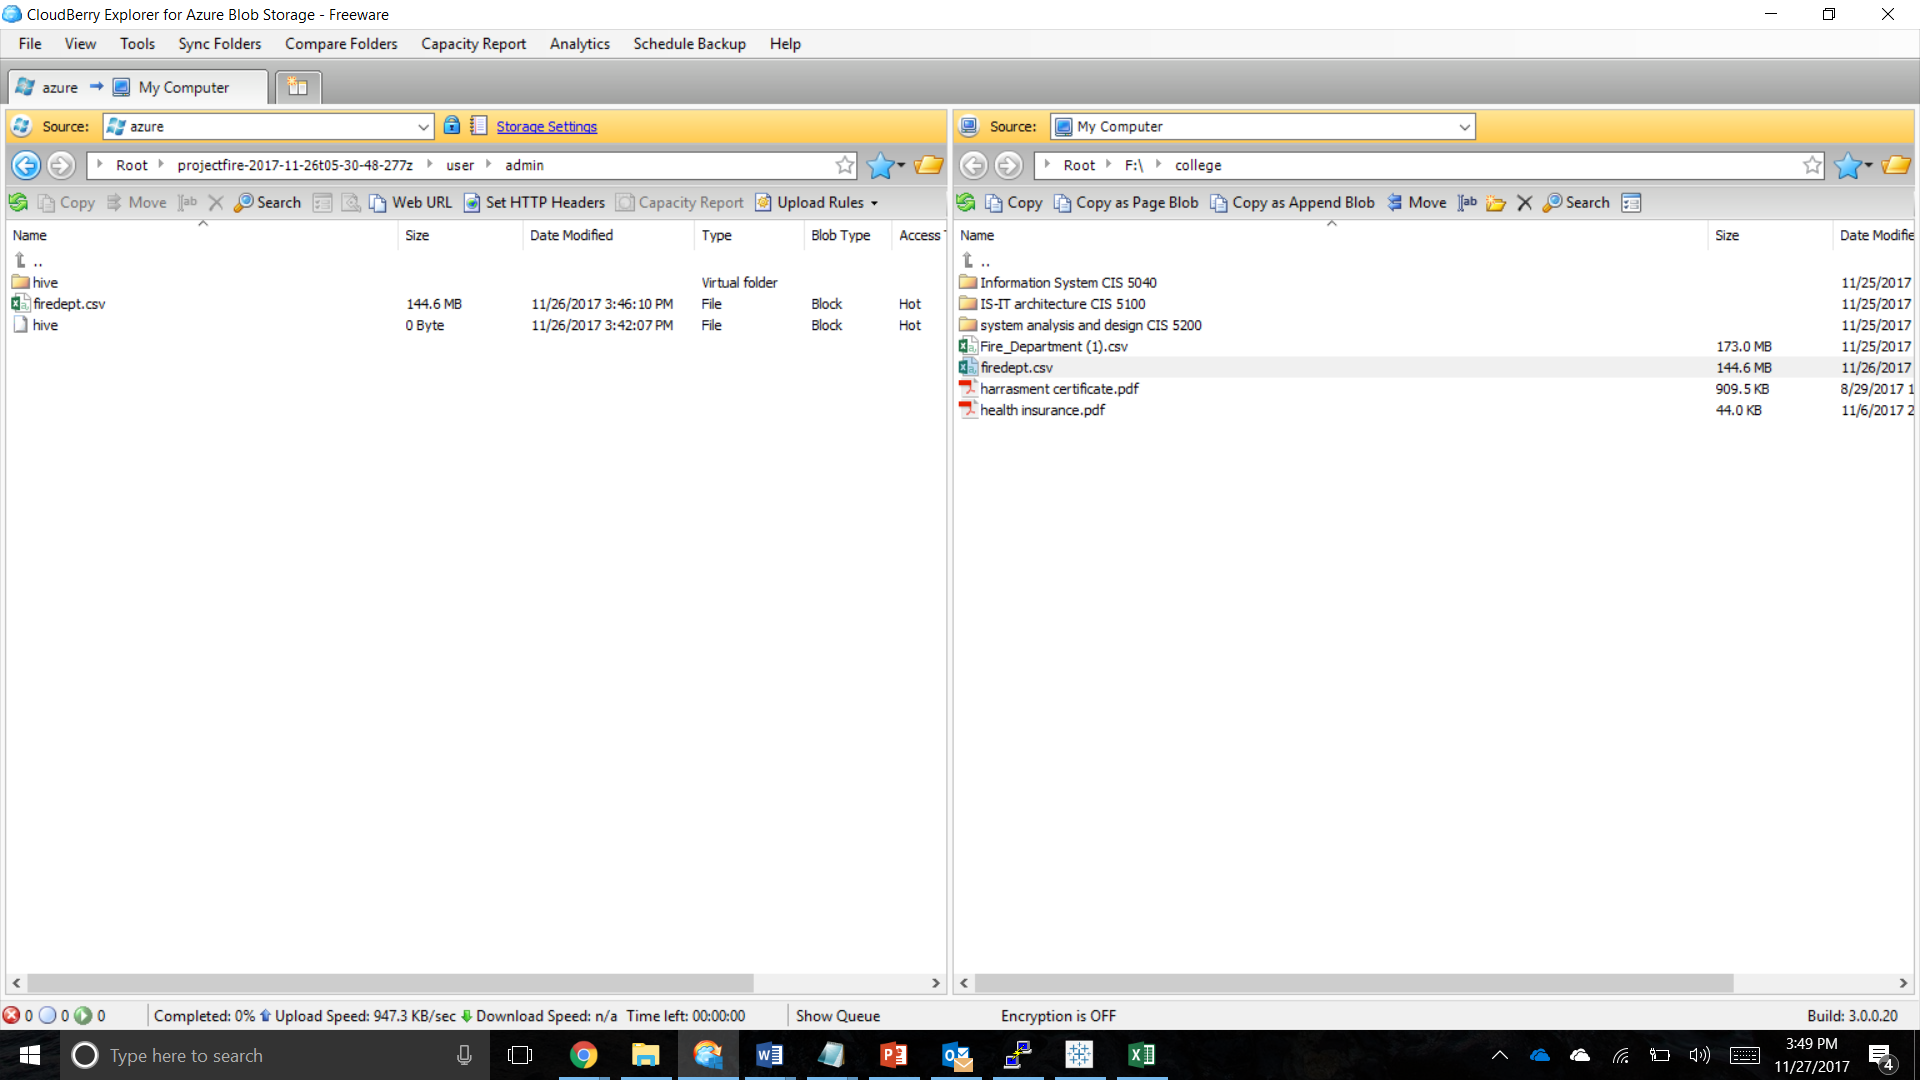 CloudBerry Explorer for Azure Blob Storage - Freeware
File View Tools Sync Folders Compare Folders Capacity Report Analytics Schedule Backup Help
azure My Computer
Source: azure Storage Settings
Root projectfire-2017-11-26t05-30-48-277z user admin
Copy Move Search Web URL Set HTTP Headers Capacity Report Upload Rules
Name Size Date Modified Type Blob Type Access
..
hive Virtual folder
firedept.csv 144.6 MB 11/26/2017 3:46:10 PM File Block Hot
hive 0 Byte 11/26/2017 3:42:07 PM File Block Hot
Source: My Computer
Root F:\ college
Copy Copy as Page Blob Copy as Append Blob Move Search
Name Size Date Modifie
..
Information System CIS 5040 11/25/2017
IS-IT architecture CIS 5100 11/25/2017
system analysis and design CIS 5200 11/25/2017
Fire_Department (1).csv 173.0 MB 11/25/2017
firedept.csv 144.6 MB 11/26/2017
harrasment certificate.pdf 909.5 KB 8/29/2017 1
health insurance.pdf 44.0 KB 11/6/2017 2
0 0 0 Completed: 0% Upload Speed: 947.3 KB/sec Download Speed: n/a Time left: 00:00:00 Show Queue Encryption is OFF Build: 3.0.0.20
Type here to search
3:49 PM
11/27/2017
4